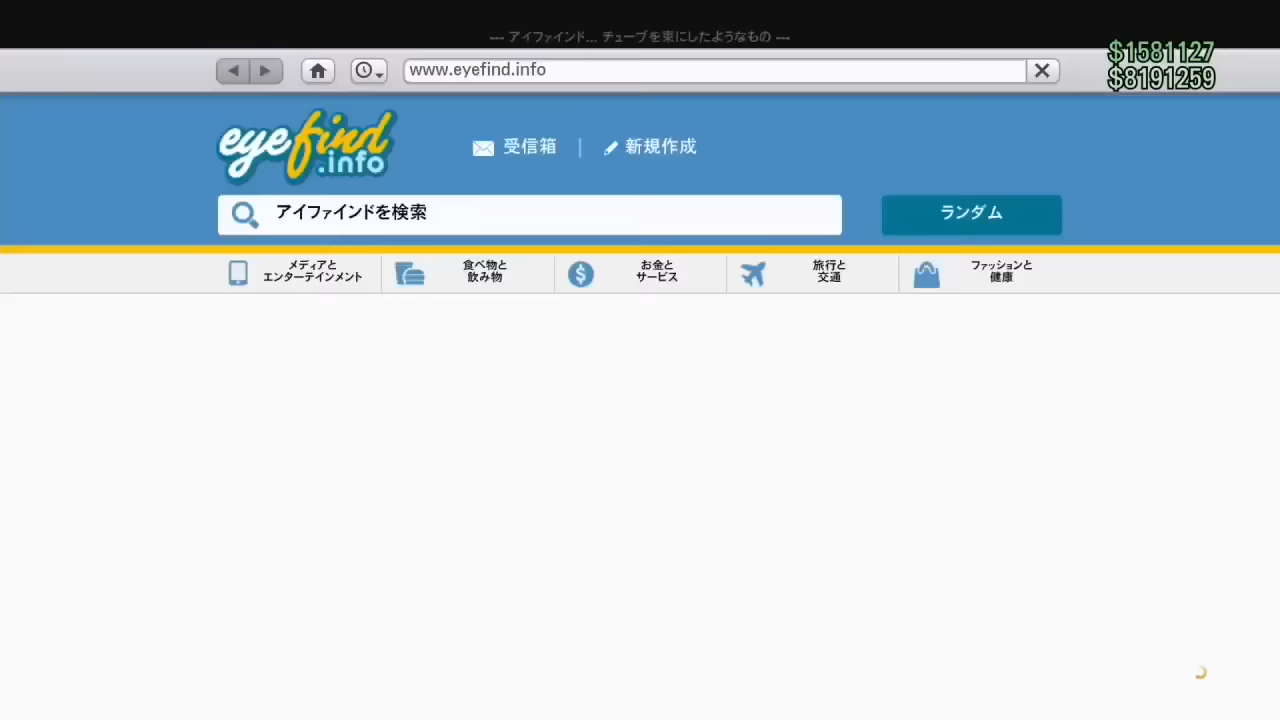 --- アイファインド... チューブを束にしたようなもの ---
www.eyefind.info
$1581127
$8191259
eyefind.info
受信箱
新規作成
アイファインドを検索
ランダム
メディアと
エンターテインメント
食べ物と
飲み物
お金と
サービス
旅行と
交通
ファッションと
健康